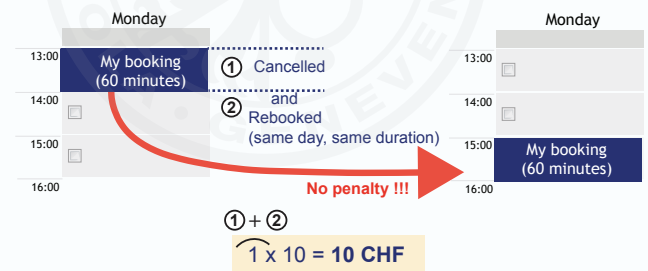 Monday
13:00
My booking
(60 minutes)
14:00
15:00
16:00
① Cancelled
② and
Rebooked
(same day, same duration)
No penalty !!!
Monday
13:00
14:00
15:00
My booking
(60 minutes)
16:00
①+②
1 x 10 = 10 CHF